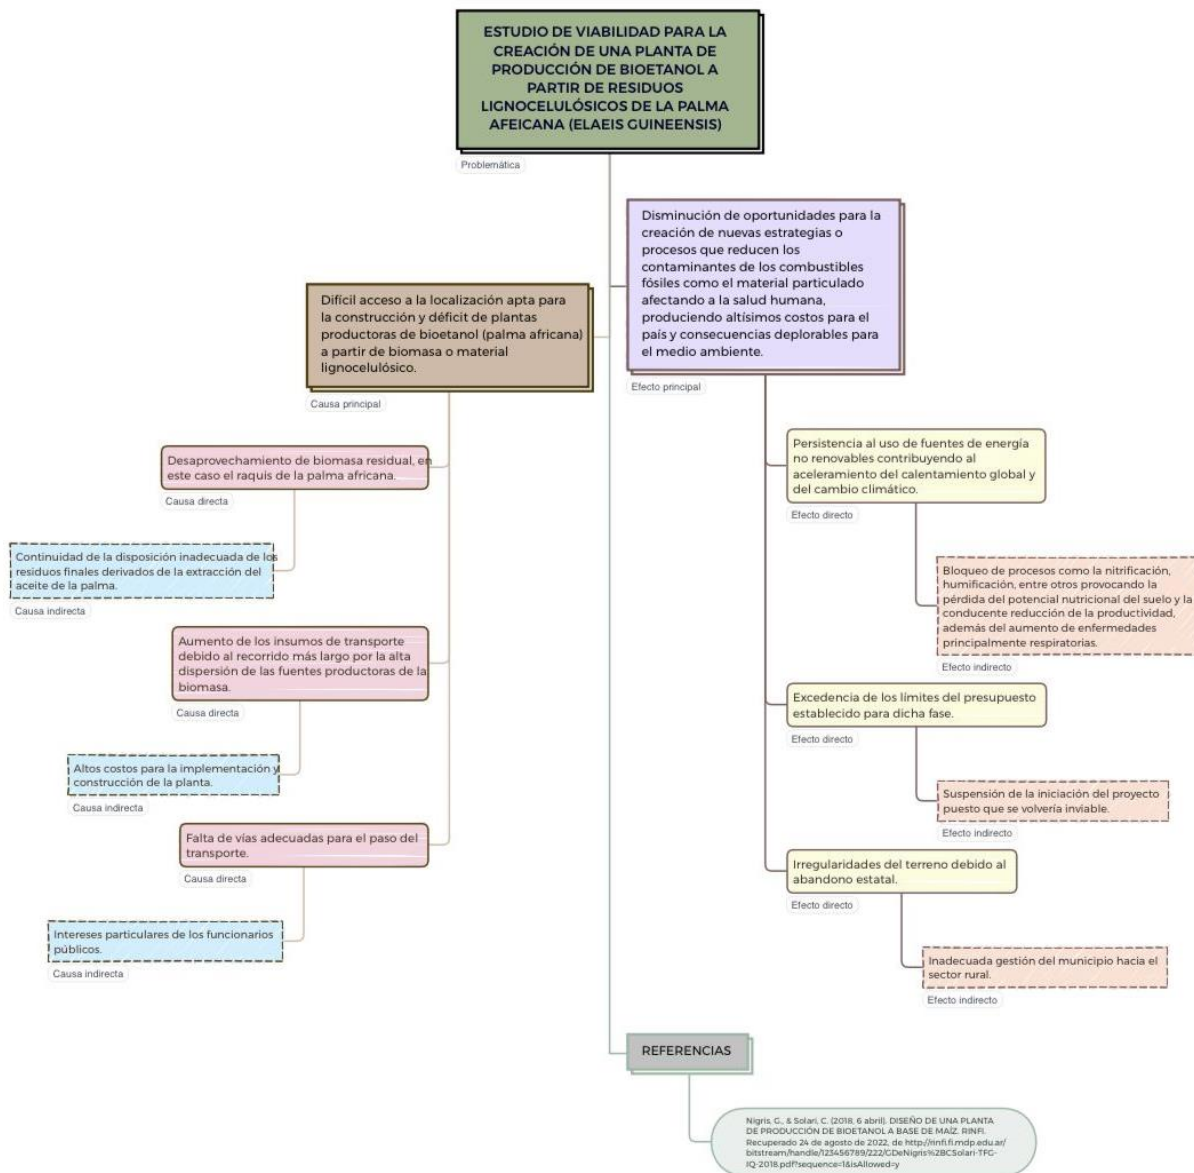 ESTUDIO DE VIABILIDAD PARA LA
CREACIÓN DE UNA PLANTA DE
PRODUCCIÓN DE BIOETANOL A
PARTIR DE RESIDUOS
LIGNOCELULÓSICOS DE LA PALMA
AFEICANA (ELAEIS GUINEENSIS)
Problemática
Difícil acceso a la localización apta para
la construcción y déficit de plantas
productoras de bioetanol (palma africana)
a partir de biomasa o material
lignocelulósico.
Causa principal
Desaprovechamiento de biomasa residual, en
este caso el raquis de la palma africana.
Causa directa
Continuidad de la disposición inadecuada de los
residuos finales derivados de la extracción del
aceite de la palma.
Causa indirecta
Aumento de los insumos de transporte
debido al recorrido más largo por la alta
dispersión de las fuentes productoras de la
biomasa.
Causa directa
Altos costos para la implementación y
construcción de la planta.
Causa indirecta
Falta de vías adecuadas para el paso del
transporte.
Causa directa
Intereses particulares de los funcionarios
públicos.
Causa indirecta
Disminución de oportunidades para la
creación de nuevas estrategias o
procesos que reducen los
contaminantes de los combustibles
fósiles como el material particulado
afectando a la salud humana,
produciendo altísimos costos para el
país y consecuencias deplorables para
el medio ambiente.
Efecto principal
Persistencia al uso de fuentes de energía
no renovables contribuyendo al
aceleramiento del calentamiento global y
del cambio climático.
Efecto directo
Bloqueo de procesos como la nitrificación,
humificación, entre otros provocando la
pérdida del potencial nutricional del suelo y la
conducente reducción de la productividad,
además del aumento de enfermedades
principalmente respiratorias.
Efecto indirecto
Excedencia de los límites del presupuesto
establecido para dicha fase.
Efecto directo
Suspensión de la iniciación del proyecto
puesto que se volvería inviable.
Efecto indirecto
Irregularidades del terreno debido al
abandono estatal.
Efecto directo
Inadecuada gestión del municipio hacia el
sector rural.
Efecto indirecto
REFERENCIAS
Nigris, G., & Solari, C. (2018, 6 abril). DISEÑO DE UNA PLANTA
DE PRODUCCIÓN DE BIOETANOL A BASE DE MAÍZ. RINFI.
Recuperado 24 de agosto de 2022, de http://rinfi.fi.mdp.edu.ar/
bitstream/handle/123456789/222/GDeNigris%2BCSolari-TFG-
IQ-2018.pdf?sequence=1&isAllowed=y